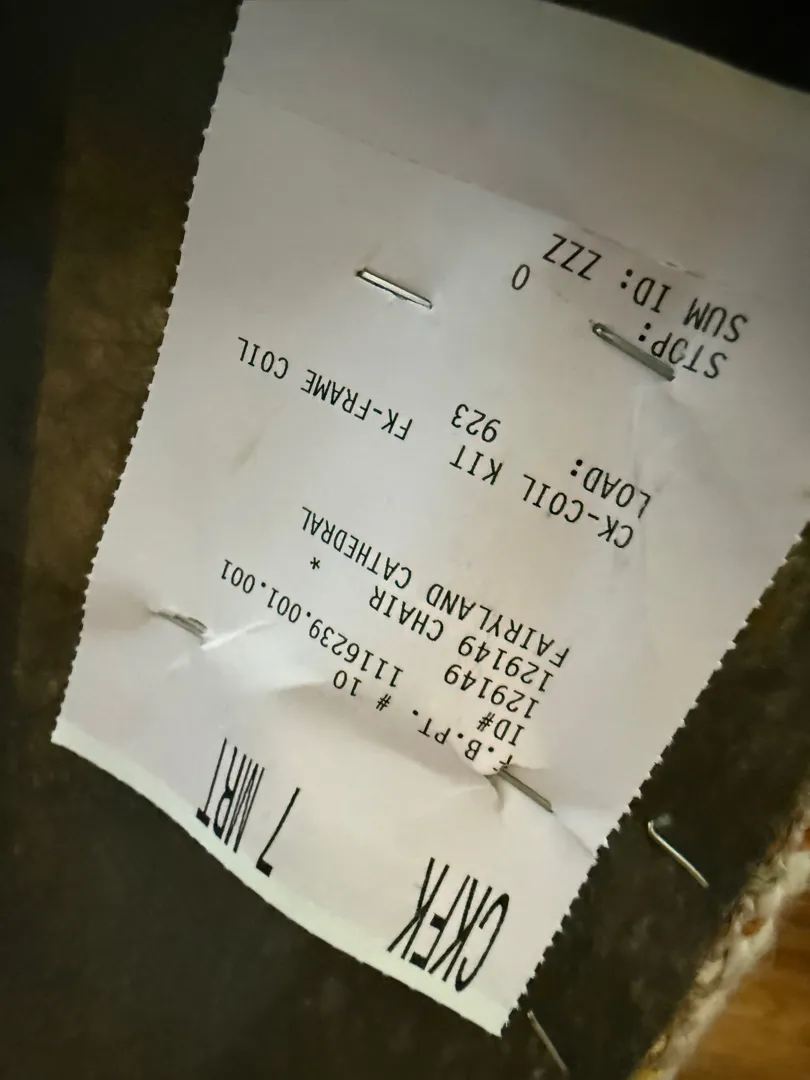 CKFK 7 MRT
F.B.PT. # 10
ID# 1116239.001.001
129149
129149 CHAIR *
FAIRYLAND CATHEDRAL
CK-COIL KIT FK-FRAME COIL
LOAD: 923
STOP: 0
SUM ID: ZZZ